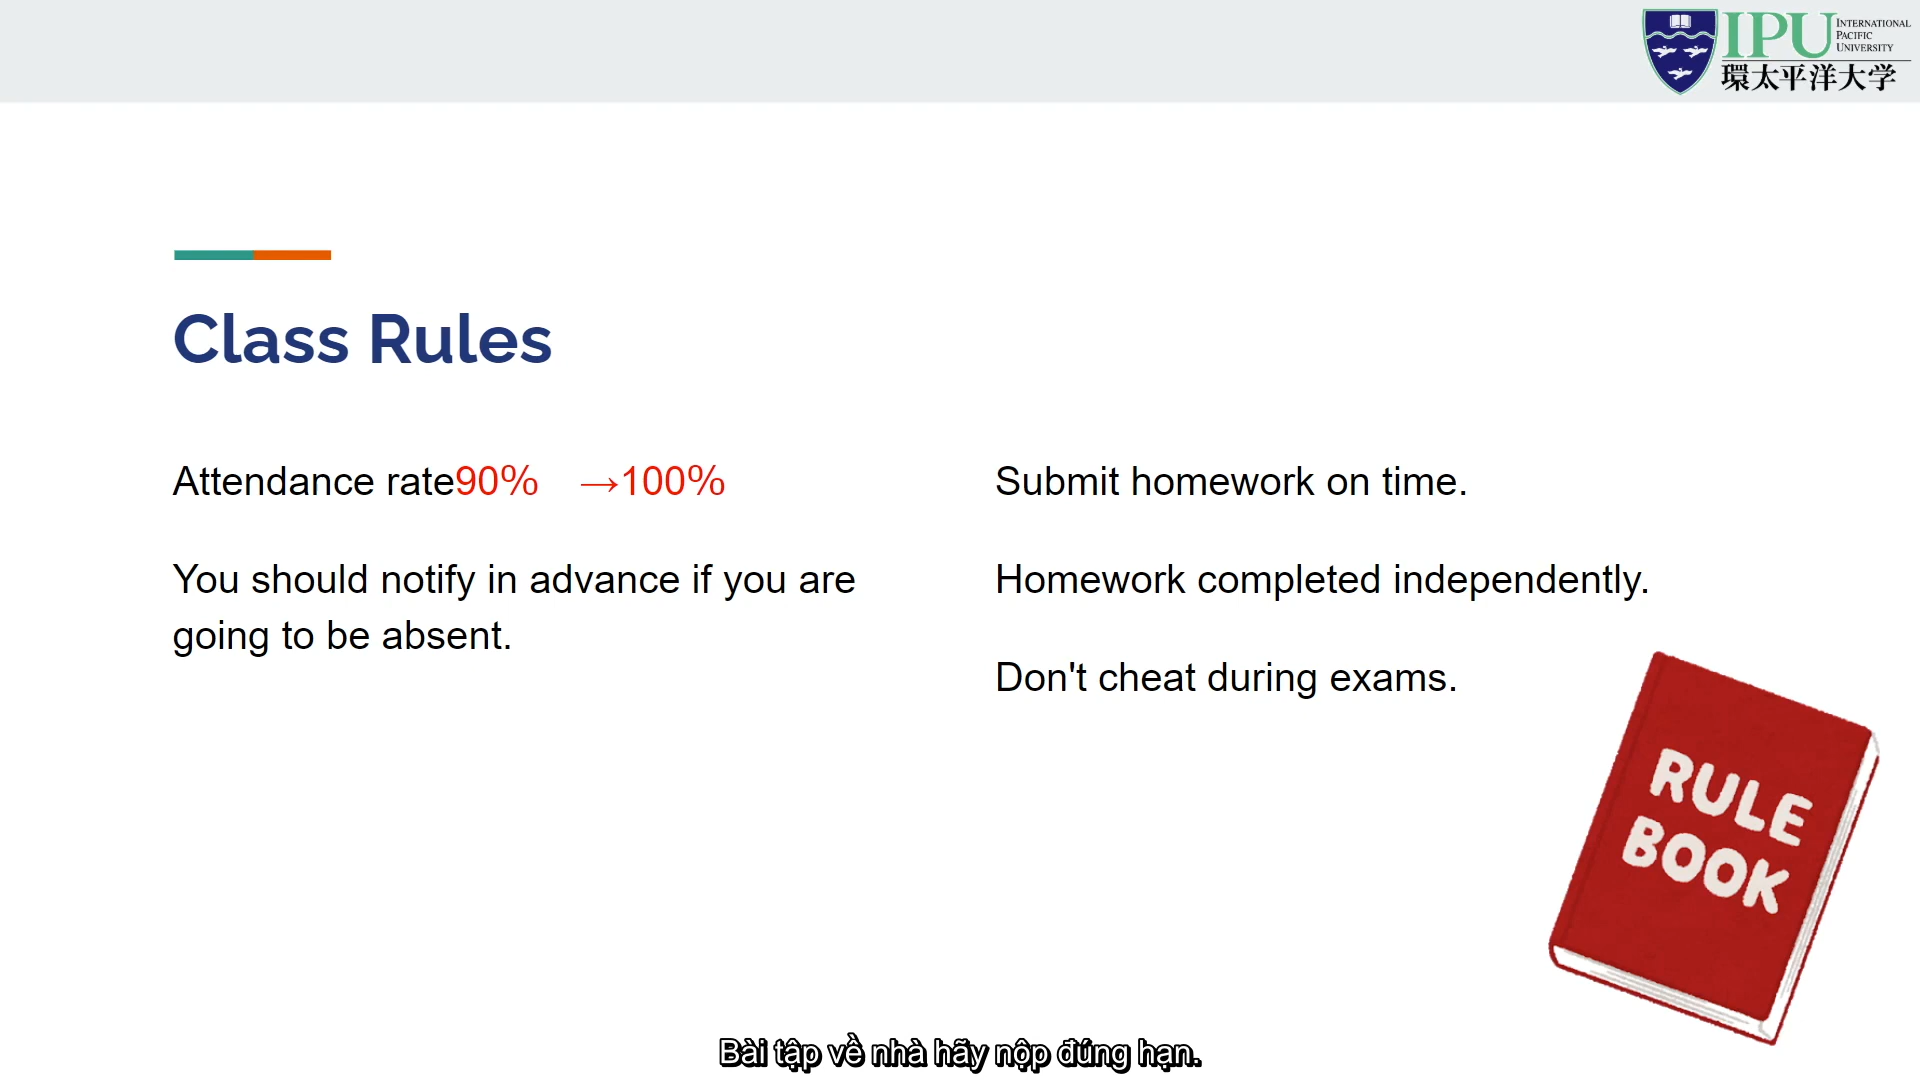 IPU
INTERNATIONAL
PACIFIC
UNIVERSITY
環太平洋大学
Class Rules
Attendance rate90% →100%
You should notify in advance if you are
going to be absent.
Submit homework on time.
Homework completed independently.
Don't cheat during exams.
RULE
BOOK
Bài tập về nhà hãy nộp đúng hạn.